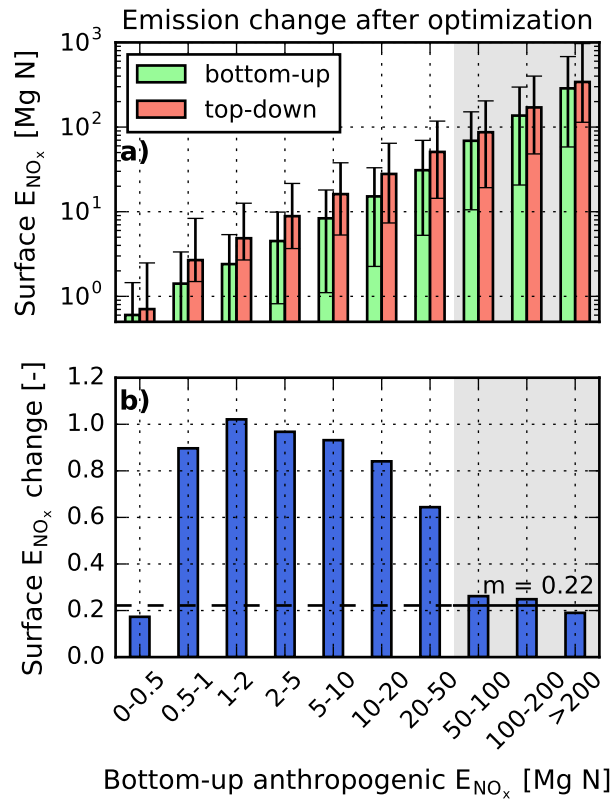 Emission change after optimization
Surface E_NOx [Mg N]
10^3
10^2
10^1
10^0
bottom-up
top-down
a)
Surface E_NOx change [-]
1.2
1.0
0.8
0.6
0.4
0.2
0.0
b)
m = 0.22
0-0.5
0.5-1
1-2
2-5
5-10
10-20
20-50
50-100
100-200
>200
Bottom-up anthropogenic E_NOx [Mg N]